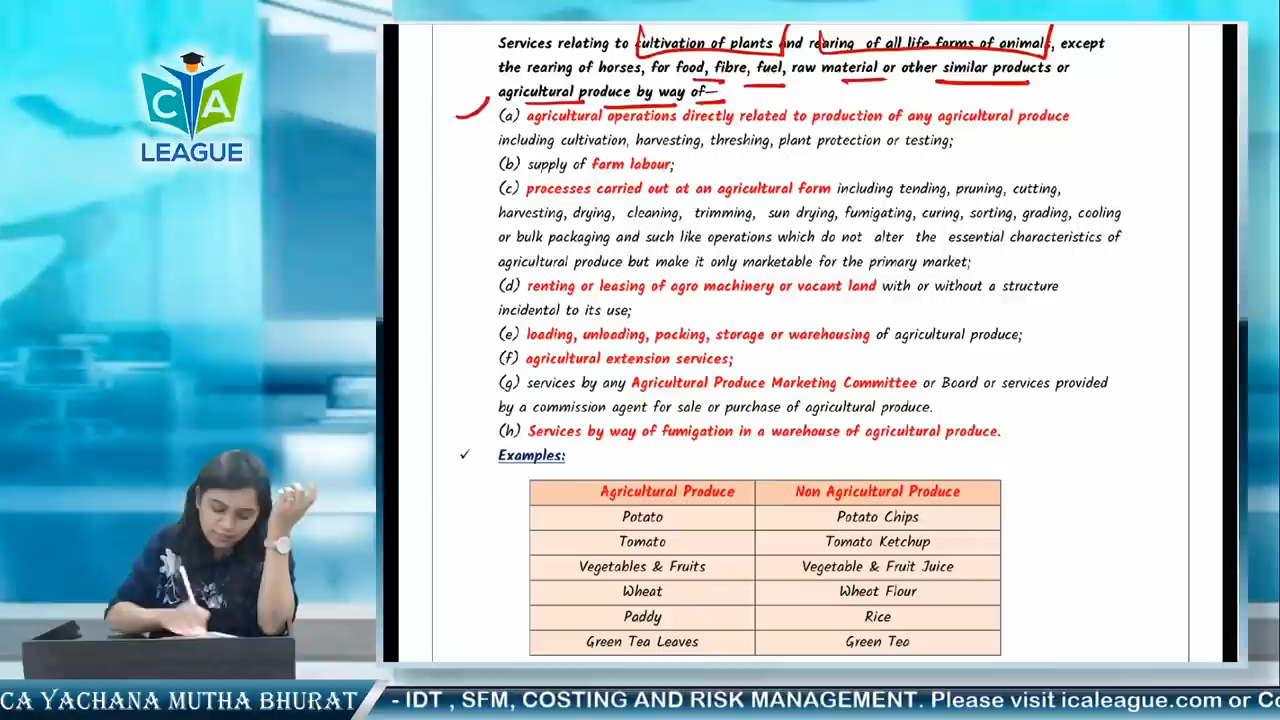 CA
LEAGUE
Services relating to cultivation of plants and rearing of all life forms of animals, except
the rearing of horses, for food, fibre, fuel, raw material or other similar products or
agricultural produce by way of—
(a) agricultural operations directly related to production of any agricultural produce
including cultivation, harvesting, threshing, plant protection or testing;
(b) supply of farm labour;
(c) processes carried out at an agricultural farm including tending, pruning, cutting,
harvesting, drying, cleaning, trimming, sun drying, fumigating, curing, sorting, grading, cooling
or bulk packaging and such like operations which do not alter the essential characteristics of
agricultural produce but make it only marketable for the primary market;
(d) renting or leasing of agro machinery or vacant land with or without a structure
incidental to its use;
(e) loading, unloading, packing, storage or warehousing of agricultural produce;
(f) agricultural extension services;
(g) services by any Agricultural Produce Marketing Committee or Board or services provided
by a commission agent for sale or purchase of agricultural produce.
(h) Services by way of fumigation in a warehouse of agricultural produce.
✓ Examples:
Agricultural Produce Non Agricultural Produce
Potato Potato Chips
Tomato Tomato Ketchup
Vegetables & Fruits Vegetable & Fruit Juice
Wheat Wheat Flour
Paddy Rice
Green Tea Leaves Green Tea
CA YACHANA MUTHA BHURAT - IDT , SFM, COSTING AND RISK MANAGEMENT. Please visit icaleague.com or Co